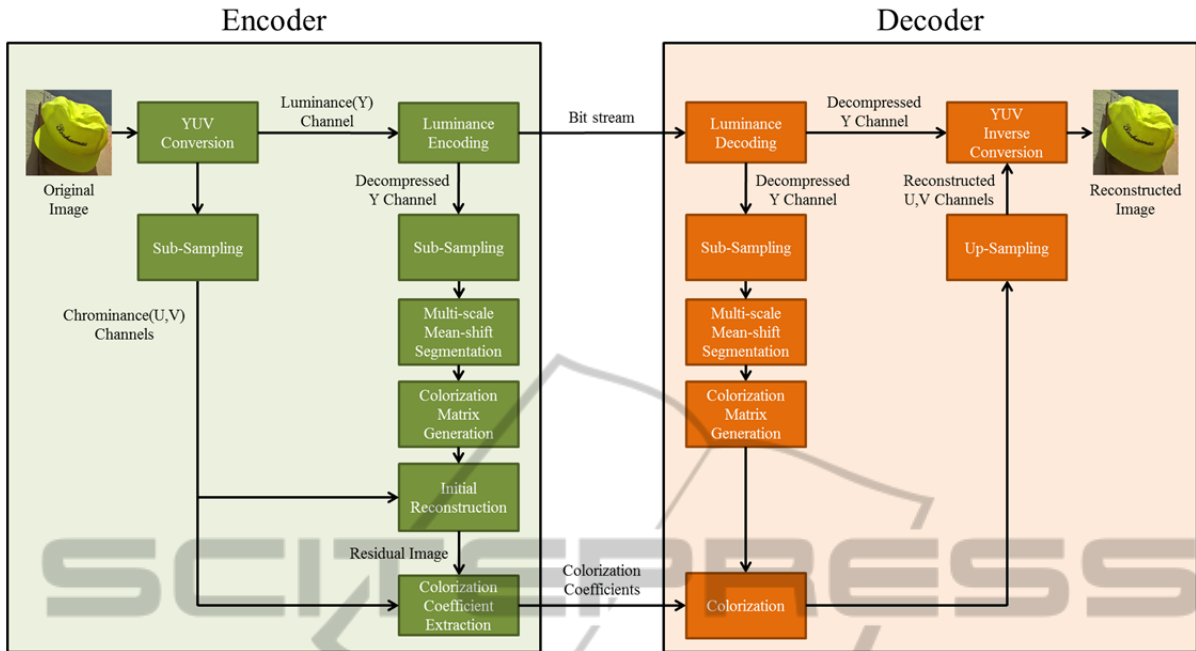 Encoder
Decoder
Original
Image
YUV
Conversion
Luminance(Y)
Channel
Luminance
Encoding
Bit stream
Luminance
Decoding
Decompressed
Y Channel
YUV
Inverse
Conversion
Reconstructed
Image
Decompressed
Y Channel
Decompressed
Y Channel
Reconstructed
U,V Channels
Sub-Sampling
Sub-Sampling
Sub-Sampling
Up-Sampling
Chrominance(U,V)
Channels
Multi-scale
Mean-shift
Segmentation
Multi-scale
Mean-shift
Segmentation
Colorization
Matrix
Generation
Colorization
Matrix
Generation
Initial
Reconstruction
Residual Image
Colorization
Coefficient
Extraction
Colorization
Coefficients
Colorization
SCITEPRESS